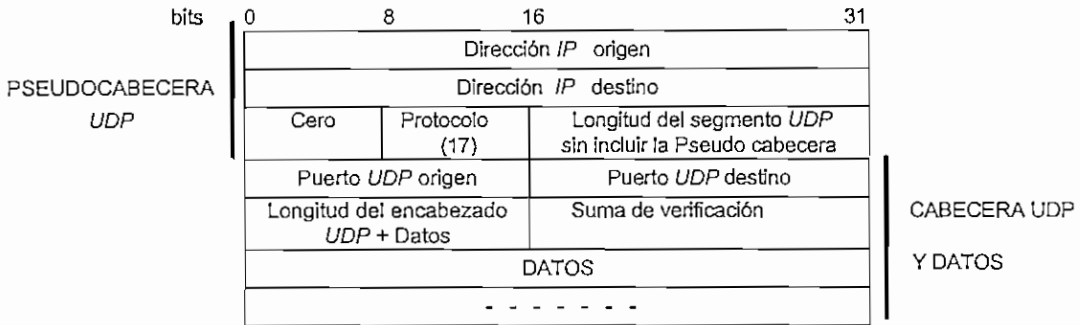 bits 0 8 16 31
Dirección IP origen
PSEUDOCABECERA
UDP
Dirección IP destino
Cero
Protocolo
(17)
Longitud del segmento UDP
sin incluir la Pseudo cabecera
Puerto UDP origen
Puerto UDP destino
Longitud del encabezado
UDP + Datos
Suma de verificación
CABECERA UDP
Y DATOS
DATOS
- - - - - - -